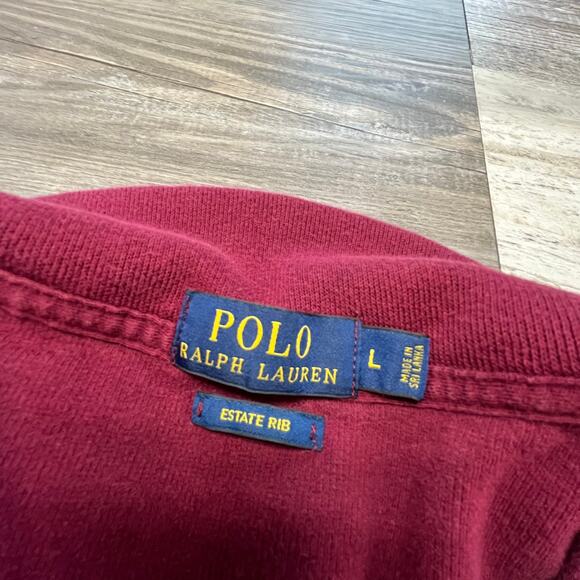 POLO
RALPH LAUREN
L
MADE IN
SRI LANKA
ESTATE RIB